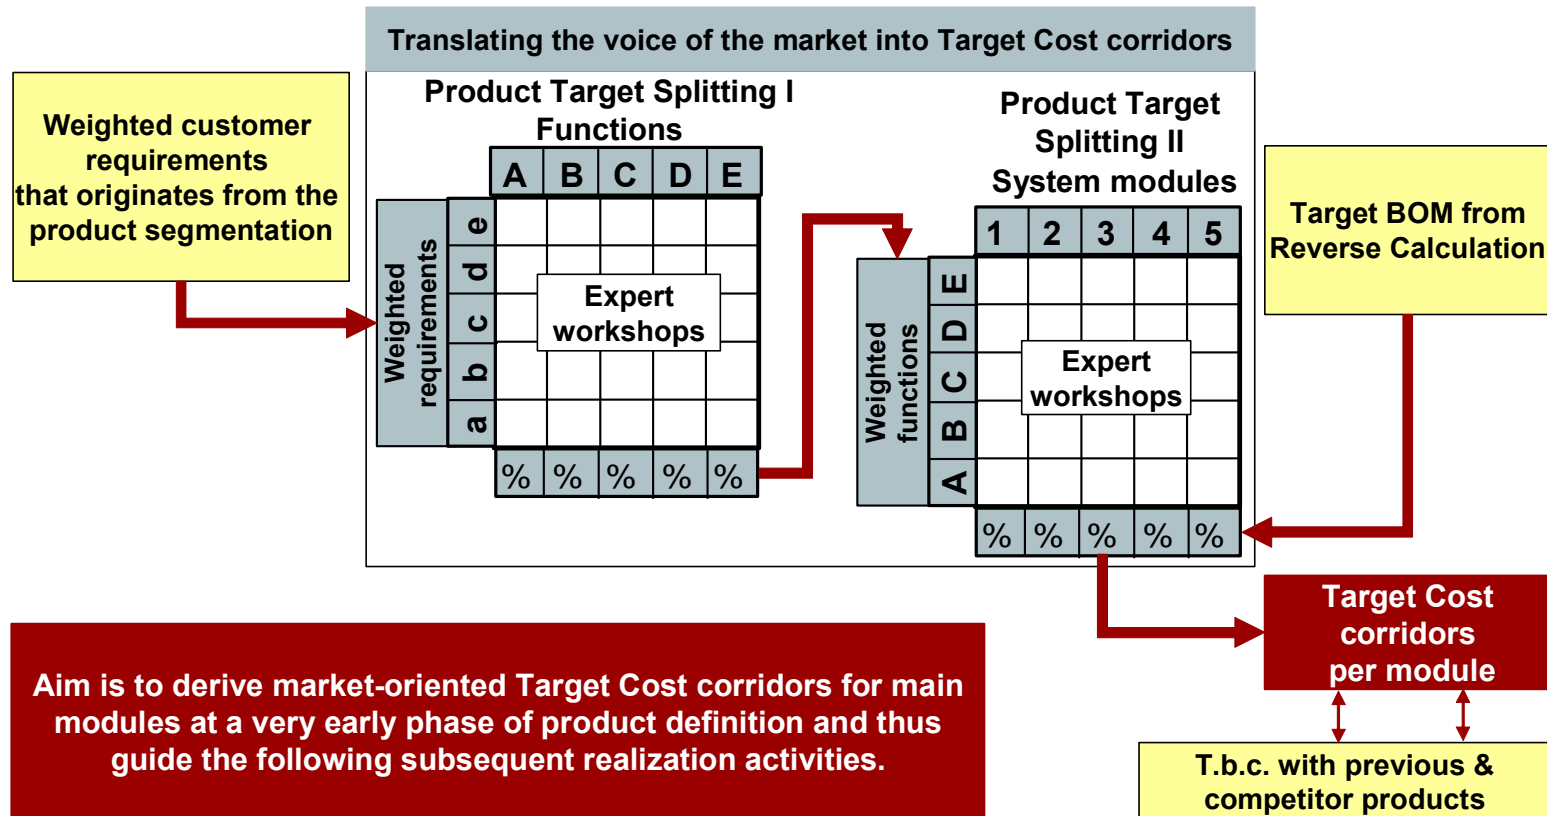 Translating the voice of the market into Target Cost corridors
Weighted customer
requirements
that originates from the
product segmentation
Product Target Splitting I
Functions
A B C D E
Weighted
requirements
e
d
c
b
a
Expert
workshops
% % % % %
Product Target
Splitting II
System modules
1 2 3 4 5
Weighted
functions
E
D
C
B
A
Expert
workshops
% % % % %
Target BOM from
Reverse Calculation
Target Cost
corridors
per module
T.b.c. with previous &
competitor products
Aim is to derive market-oriented Target Cost corridors for main
modules at a very early phase of product definition and thus
guide the following subsequent realization activities.